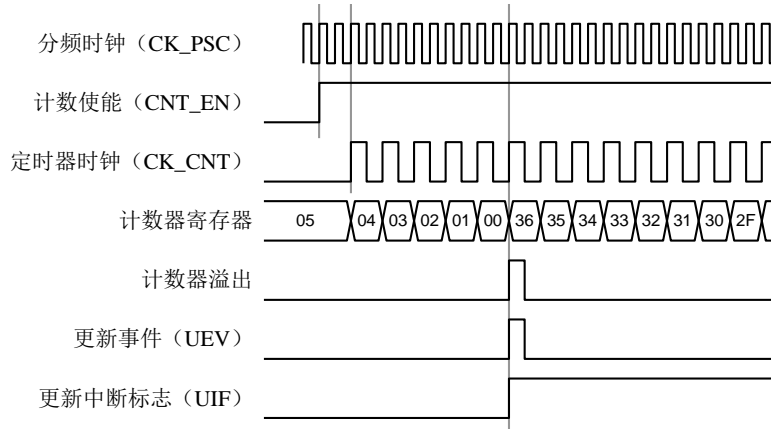 分频时钟（CK_PSC）
计数使能（CNT_EN）
定时器时钟（CK_CNT）
计数器寄存器 05 04 03 02 01 00 36 35 34 33 32 31 30 2F
计数器溢出
更新事件（UEV）
更新中断标志（UIF）